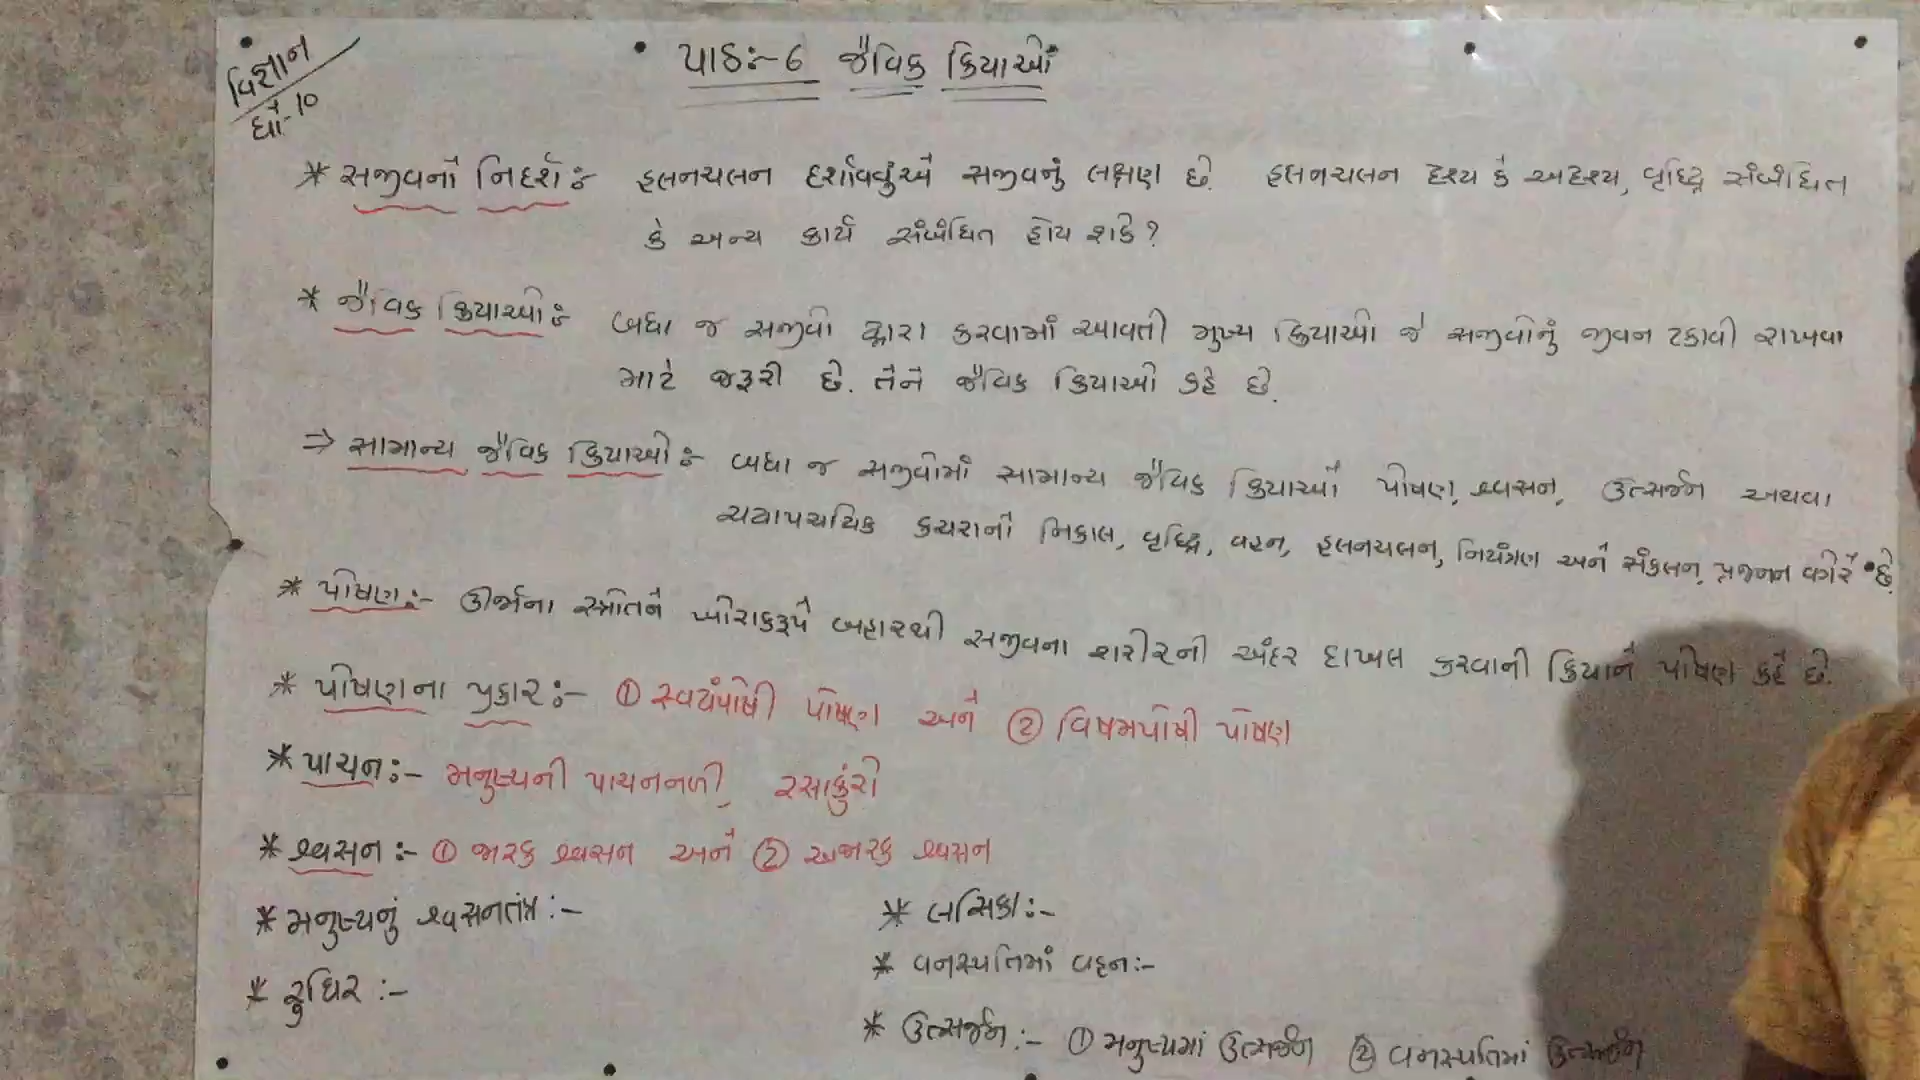 વિજ્ઞાન
ધો-10
પાઠ:-6 જૈવિક ક્રિયાઓ
* સજીવનો નિદર્શ:- હલનચલન દર્શાવવું એ સજીવનું લક્ષણ છે. હલનચલન દ્રશ્ય કે અદ્રશ્ય, વૃધ્ધિ સંબંધિત
કે અન્ય કાર્ય સંબંધિત હોય શકે?
* જૈવિક ક્રિયાઓ:- બધા જ સજીવો દ્વારા કરવામાં આવતી મુખ્ય ક્રિયાઓ જે સજીવોનું જીવન ટકાવી રાખવા
માટે જરૂરી છે. તેને જૈવિક ક્રિયાઓ કહે છે.
⇒ સામાન્ય જૈવિક ક્રિયાઓ:- બધા જ સજીવોમાં સામાન્ય જૈવિક ક્રિયાઓ પોષણ, શ્વસન, ઉત્સર્જન અથવા
ચયાપચયિક કચરાનો નિકાલ, વૃધ્ધિ, વહન, હલનચલન, નિયંત્રણ અને સંકલન, પ્રજનન વગેરે છે.
* પોષણ:- ઊર્જાના સ્ત્રોતને ખોરાકરૂપે બહારથી સજીવના શરીરની અંદર દાખલ કરવાની ક્રિયાને પોષણ કહે છે.
* પોષણના પ્રકાર:- ① સ્વયંપોષી પોષણ અને ② વિષમપોષી પોષણ
* પાચન:- મનુષ્યની પાચનનળી, રસાંકુરો
* શ્વસન:- ① જારક શ્વસન અને ② અજારક શ્વસન
* મનુષ્યનું શ્વસનતંત્ર:-
* રુધિર :-
* લસિકા:-
* વનસ્પતિમાં વહન:-
* ઉત્સર્જન:- ① મનુષ્યમાં ઉત્સર્જન ② વનસ્પતિમાં ઉત્સર્જન